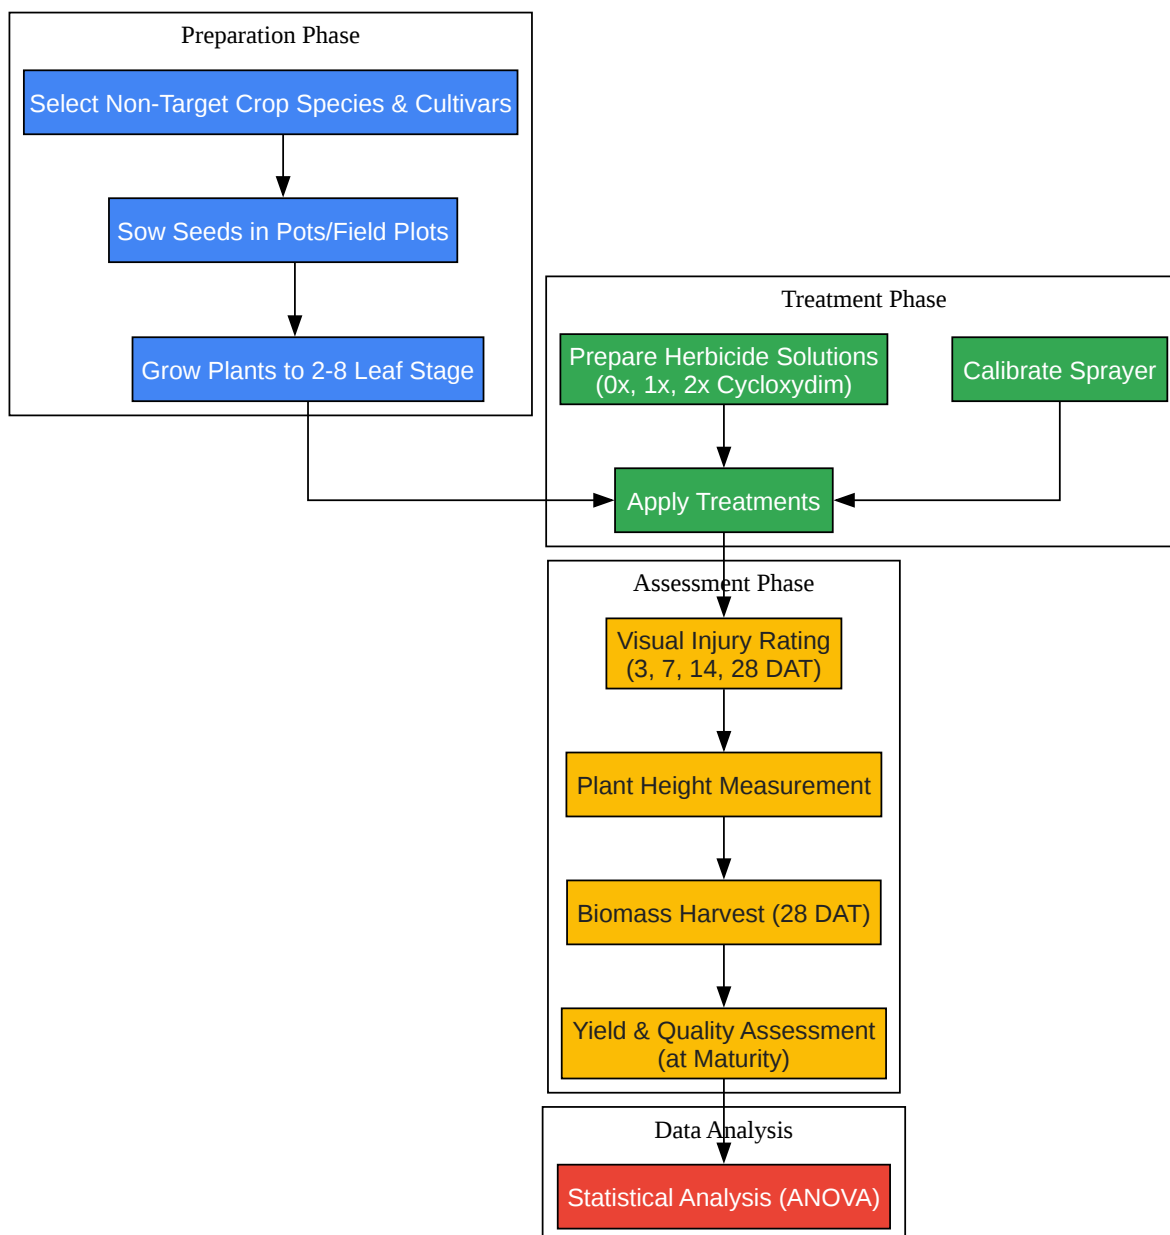 Preparation Phase
Select Non-Target Crop Species & Cultivars
Sow Seeds in Pots/Field Plots
Grow Plants to 2-8 Leaf Stage
Treatment Phase
Prepare Herbicide Solutions
(0x, 1x, 2x Cycloxydim)
Calibrate Sprayer
Apply Treatments
Assessment Phase
Visual Injury Rating
(3, 7, 14, 28 DAT)
Plant Height Measurement
Biomass Harvest (28 DAT)
Yield & Quality Assessment
(at Maturity)
Data Analysis
Statistical Analysis (ANOVA)